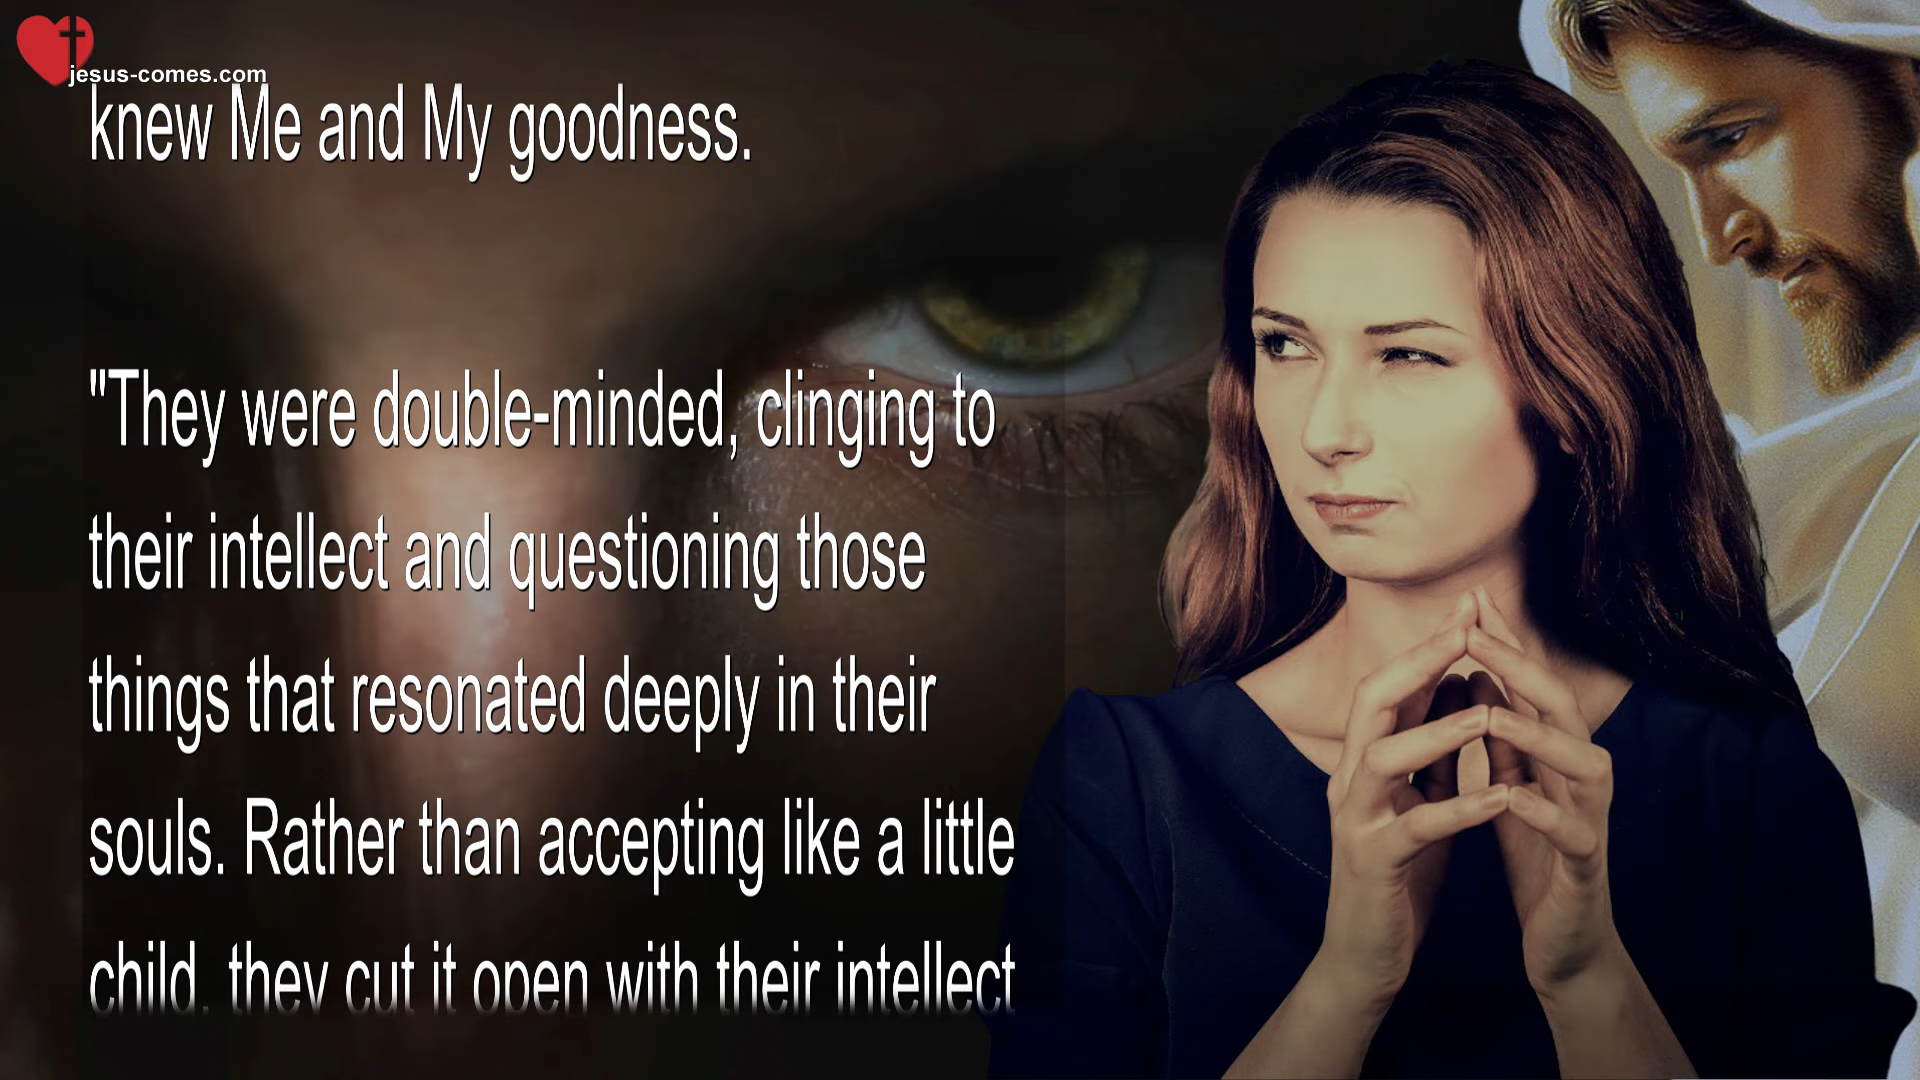 jesus-comes.com
knew Me and My goodness.
"They were double-minded, clinging to
their intellect and questioning those
things that resonated deeply in their
souls. Rather than accepting like a little
child, they cut it open with their intellect